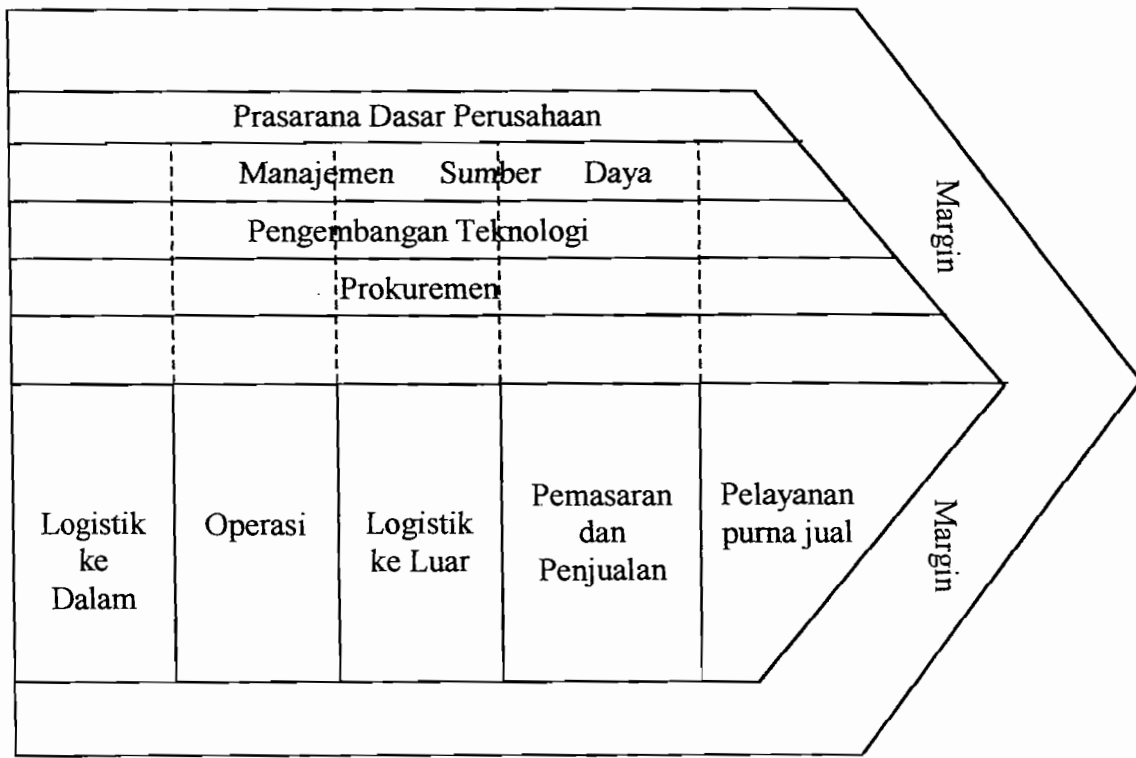 Prasarana Dasar Perusahaan
Manajemen Sumber Daya
Pengembangan Teknologi
Prokuremen
Margin
Logistik
ke
Dalam
Operasi
Logistik
ke Luar
Pemasaran
dan
Penjualan
Pelayanan
purna jual
Margin